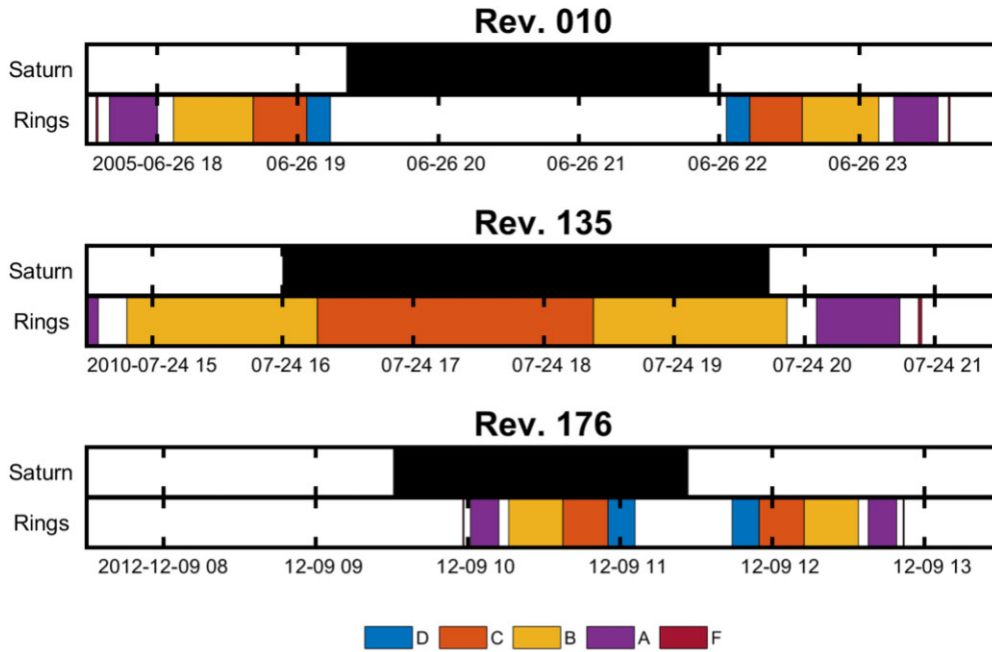 Rev. 010
Saturn
Rings
2005-06-26 18 06-26 19 06-26 20 06-26 21 06-26 22 06-26 23
Rev. 135
Saturn
Rings
2010-07-24 15 07-24 16 07-24 17 07-24 18 07-24 19 07-24 20 07-24 21
Rev. 176
Saturn
Rings
2012-12-09 08 12-09 09 12-09 10 12-09 11 12-09 12 12-09 13
D C B A F